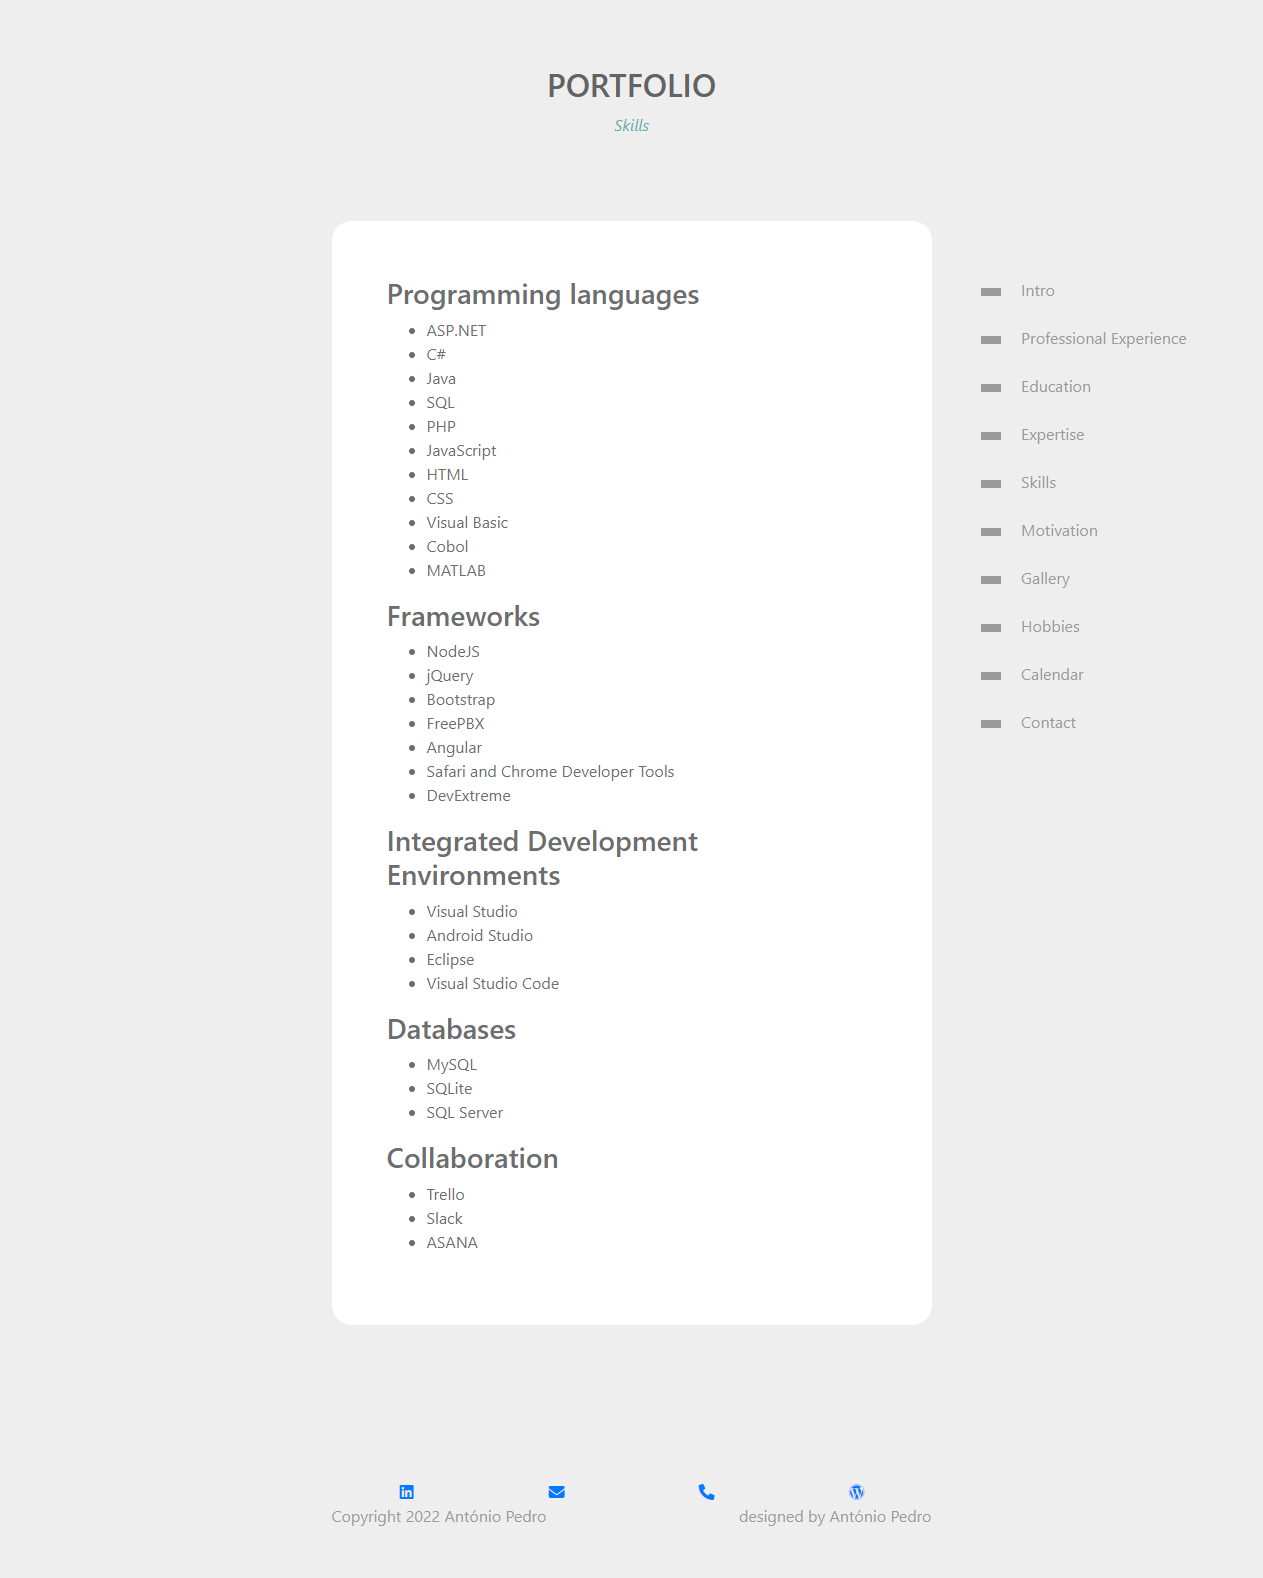 PORTFOLIO
Skills
Programming languages
ASP.NET
C#
Java
SQL
PHP
JavaScript
HTML
CSS
Visual Basic
Cobol
MATLAB
Frameworks
NodeJS
jQuery
Bootstrap
FreePBX
Angular
Safari and Chrome Developer Tools
DevExtreme
Integrated Development
Environments
Visual Studio
Android Studio
Eclipse
Visual Studio Code
Databases
MySQL
SQLite
SQL Server
Collaboration
Trello
Slack
ASANA
Intro
Professional Experience
Education
Expertise
Skills
Motivation
Gallery
Hobbies
Calendar
Contact
Copyright 2022 António Pedro
designed by António Pedro